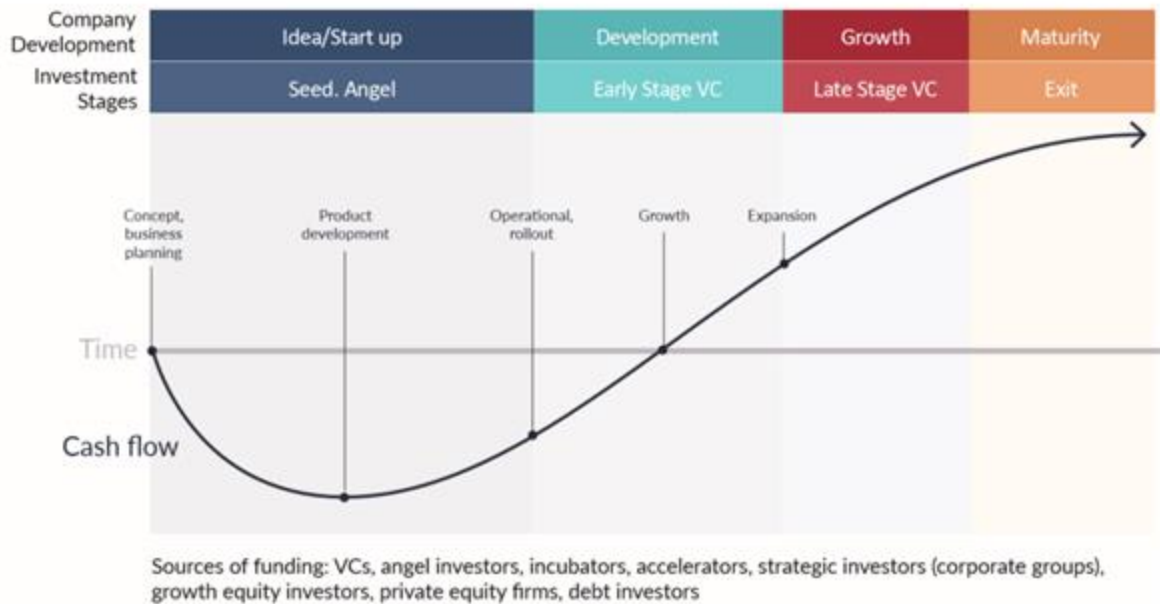 Company
Development
Idea/Start up
Development
Growth
Maturity
Investment
Stages
Seed. Angel
Early Stage VC
Late Stage VC
Exit
Concept,
business
planning
Product
development
Operational,
rollout
Growth
Expansion
Time
Cash flow
Sources of funding: VCs, angel investors, incubators, accelerators, strategic investors (corporate groups),
growth equity investors, private equity firms, debt investors